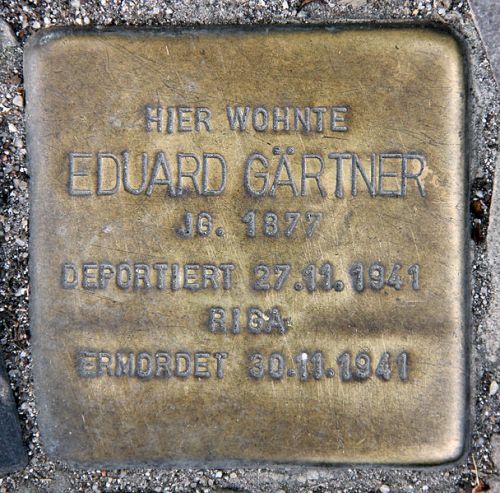 HIER WOHNTE
EDUARD GÄRTNER
JG. 1877
DEPORTIERT 27.11.1941
RIGA
ERMORDET 30.11.1941